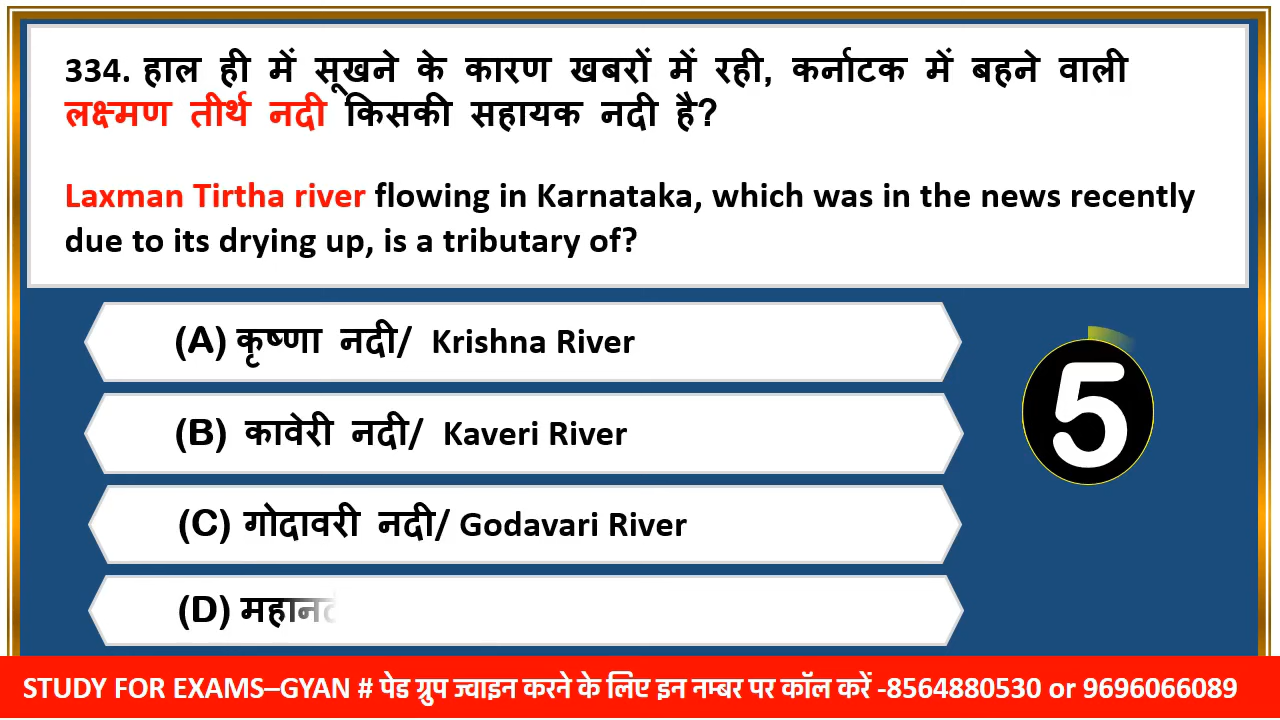 334. हाल ही में सूखने के कारण खबरों में रही, कर्नाटक में बहने वाली
लक्ष्मण तीर्थ नदी किसकी सहायक नदी है?
Laxman Tirtha river flowing in Karnataka, which was in the news recently
due to its drying up, is a tributary of?
(A) कृष्णा नदी/ Krishna River
(B) कावेरी नदी/ Kaveri River
5
(C) गोदावरी नदी/ Godavari River
(D)
STUDY FOR EXAMS–GYAN # पेड ग्रुप ज्वाइन करने के लिए इन नम्बर पर कॉल करें -8564880530 or 9696066089